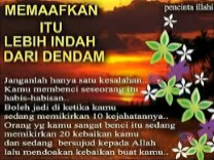 MEMAAFKAN
pencinta illahi
ITU
LEBIH INDAH
DARI DENDAM
Janganlah hanya satu kesalahan..
Kamu membenci seseorang itu
habis-habisan..
Boleh jadi di ketika kamu
sedang memikirkan 10 kejahatannya..
Orang yg kamu sangat benci itu sedang
memikirkan 20 kebaikan kamu
dan sedang bersujud kepada Allah
lalu mendoakan kebaikan buat kamu..